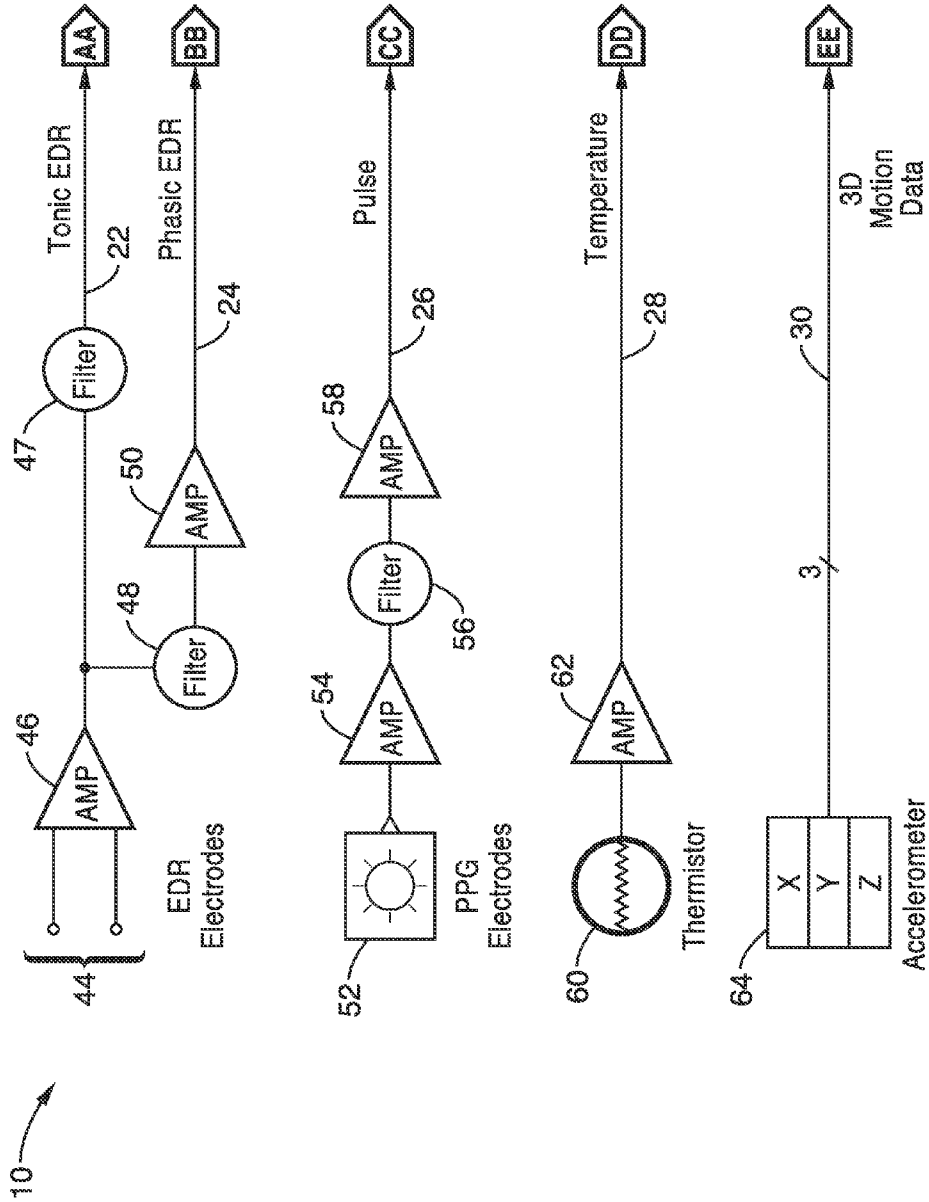 10
44
EDR
Electrodes
46
AMP
48
Filter
47
Filter
22
Tonic EDR
AA
50
AMP
24
Phasic EDR
BB
52
PPG
Electrodes
54
AMP
56
Filter
58
AMP
26
Pulse
CC
60
Thermistor
62
AMP
28
Temperature
DD
64
X
Y
Z
Accelerometer
3
30
3D
Motion
Data
EE